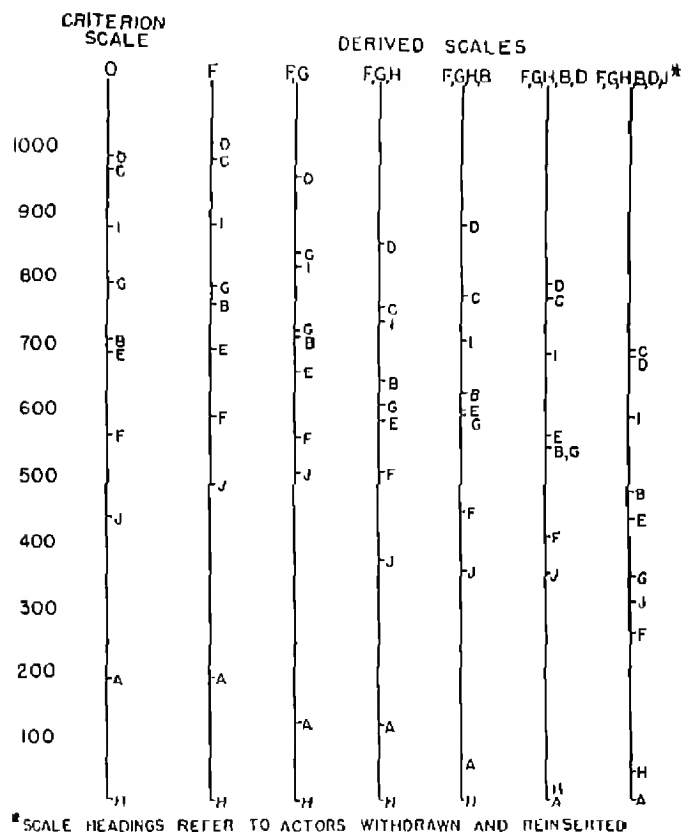 CRITERION
SCALE
DERIVED SCALES
O F F,G F,G,H F,G,H,B F,G,H,B,D F,G,H,B,D,J*
1000
900
800
700
600
500
400
300
200
100
D
C
I
G
B
E
F
J
A
H
D
C
I
G
B
E
F
J
A
H
D
C
I
G
B
E
F
J
A
H
D
C
I
B
G
E
F
J
A
H
D
C
I
B
E
G
F
J
A
H
D
C
I
E
B,G
F
J
H
A
C
D
I
B
E
G
J
F
H
A
*SCALE HEADINGS REFER TO ACTORS WITHDRAWN AND REINSERTED